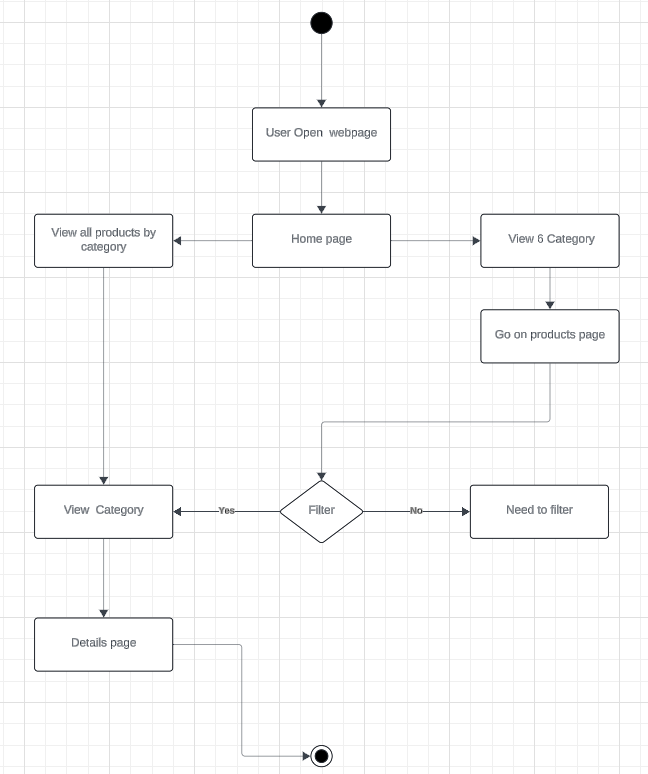 User Open  webpage
View all products by
category
Home page
View 6 Category
Go on products page
View  Category
Yes
Filter
No
Need to filter
Details page